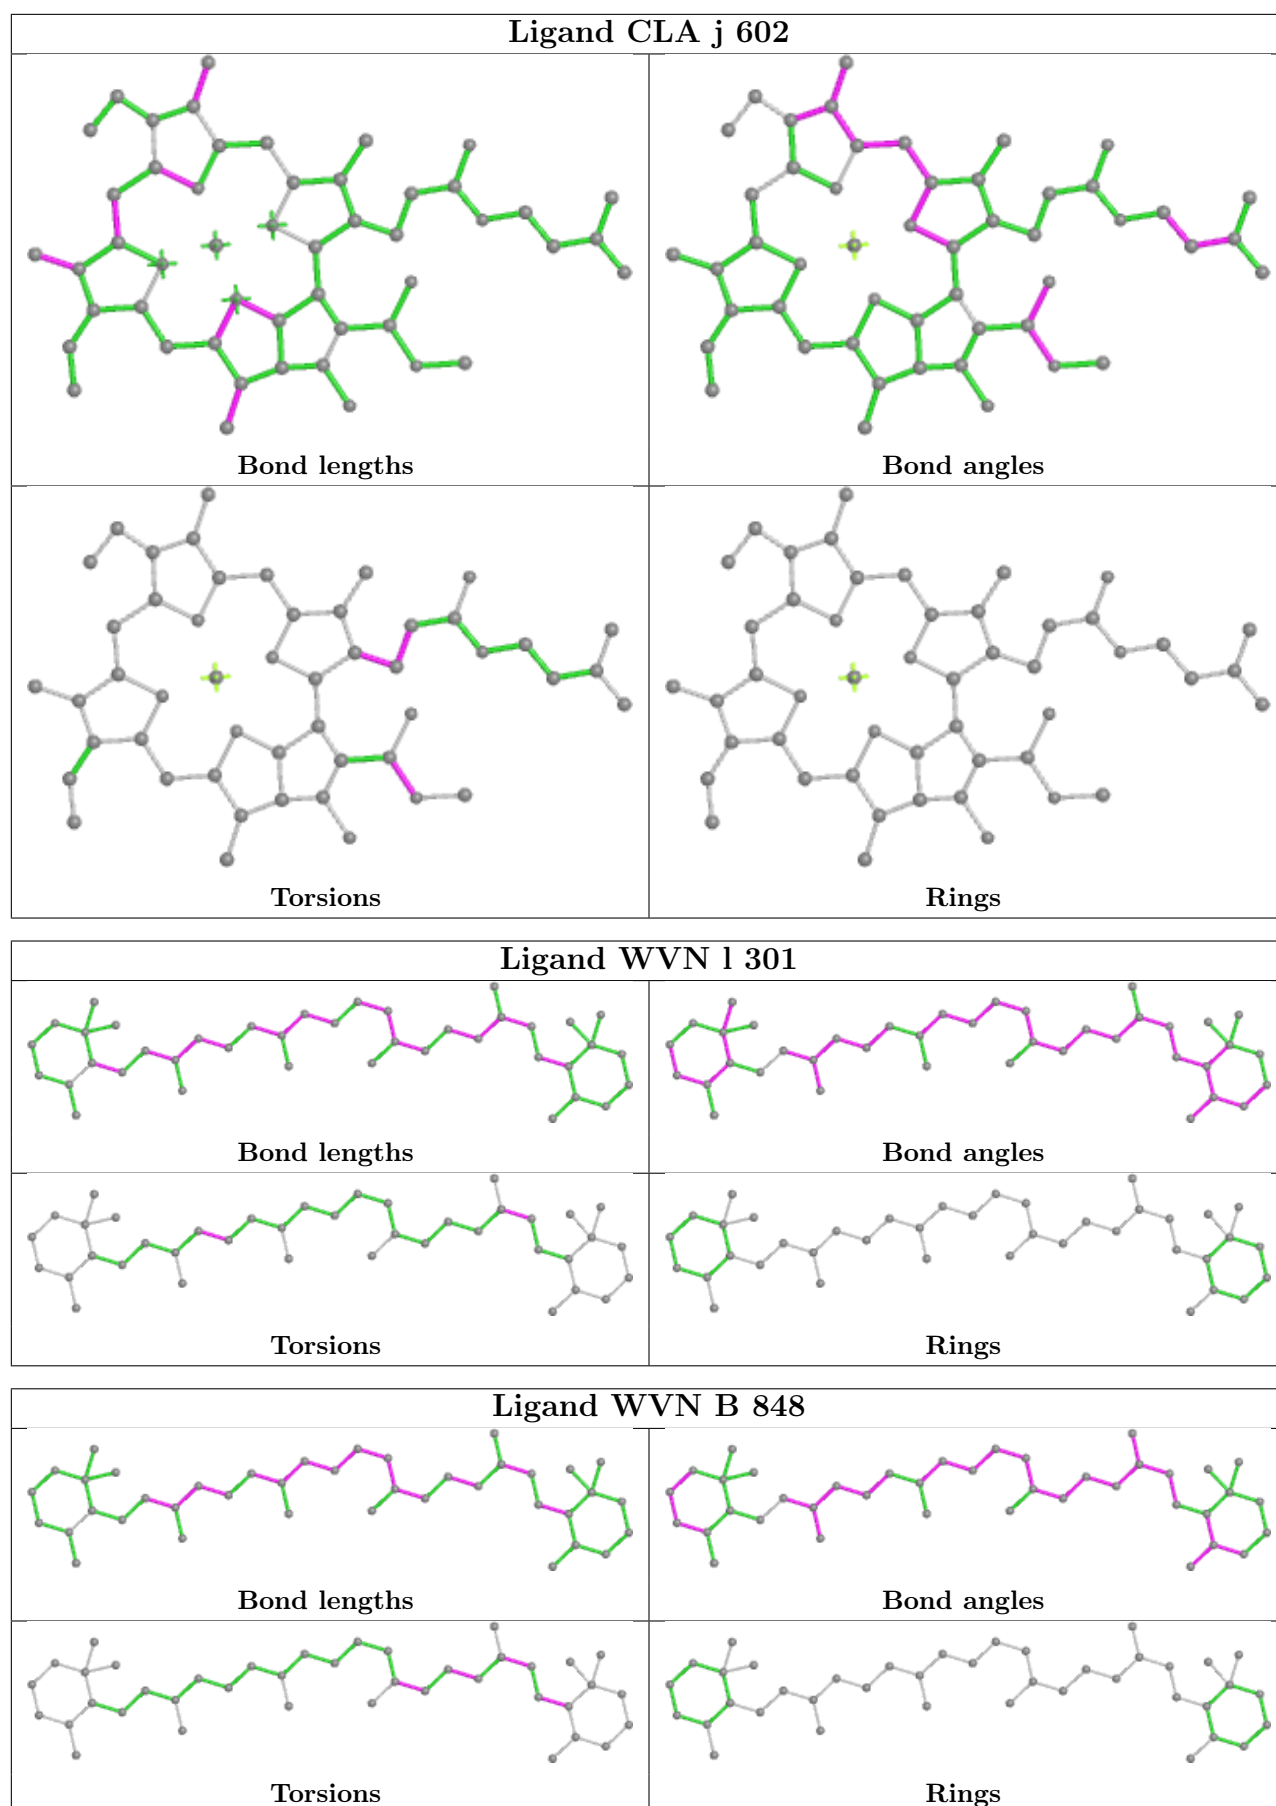 Ligand CLA j 602
Bond lengths
Bond angles
Torsions
Rings
Ligand WVN l 301
Bond lengths
Bond angles
Torsions
Rings
Ligand WVN B 848
Bond lengths
Bond angles
Torsions
Rings